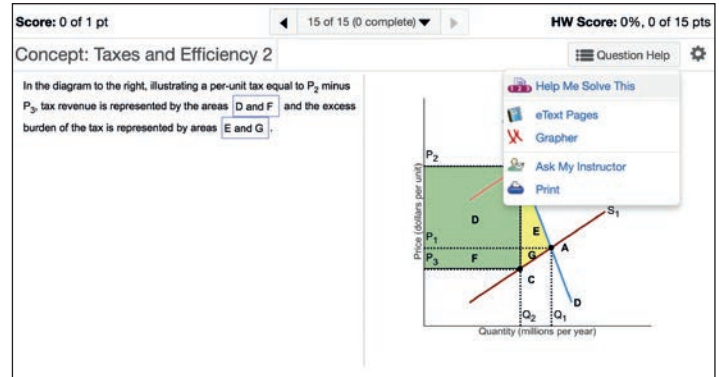 Score: 0 of 1 pt
15 of 15 (0 complete)
HW Score: 0%, 0 of 15 pts
Concept: Taxes and Efficiency 2
Question Help
In the diagram to the right, illustrating a per-unit tax equal to P2 minus
P3, tax revenue is represented by the areas D and F and the excess
burden of the tax is represented by areas E and G.
Help Me Solve This
eText Pages
Grapher
Ask My Instructor
Print
Price (dollars per unit)
P2
S1
D
E
P1
A
P3
F
G
C
D
Q2
Q1
Quantity (millions per year)